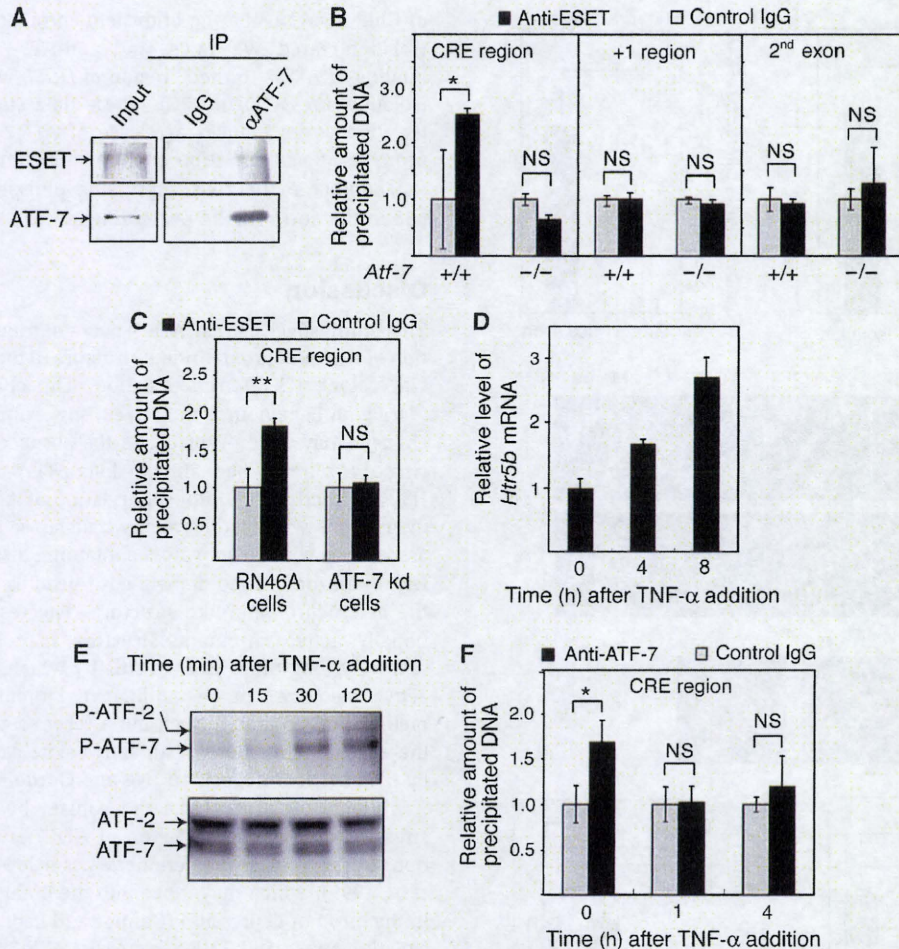 A
IP
Input
IgG
αATF-7
ESET
ATF-7
B
Anti-ESET Control IgG
CRE region +1 region 2nd exon
Relative amount of precipitated DNA
3.0
2.0
1.0
*
NS
NS
NS
NS
NS
Atf-7 +/+ −/− +/+ −/− +/+ −/−
C
Anti-ESET Control IgG
CRE region
Relative amount of precipitated DNA
2.5
2.0
1.5
1.0
0.5
**
NS
RN46A cells
ATF-7 kd cells
D
Relative level of Htr5b mRNA
3
2
1
0 4 8
Time (h) after TNF-α addition
E
Time (min) after TNF-α addition
0 15 30 120
P-ATF-2
P-ATF-7
ATF-2
ATF-7
F
Anti-ATF-7 Control IgG
CRE region
Relative amount of precipitated DNA
2.0
1.0
0.5
*
NS
NS
0 1 4
Time (h) after TNF-α addition